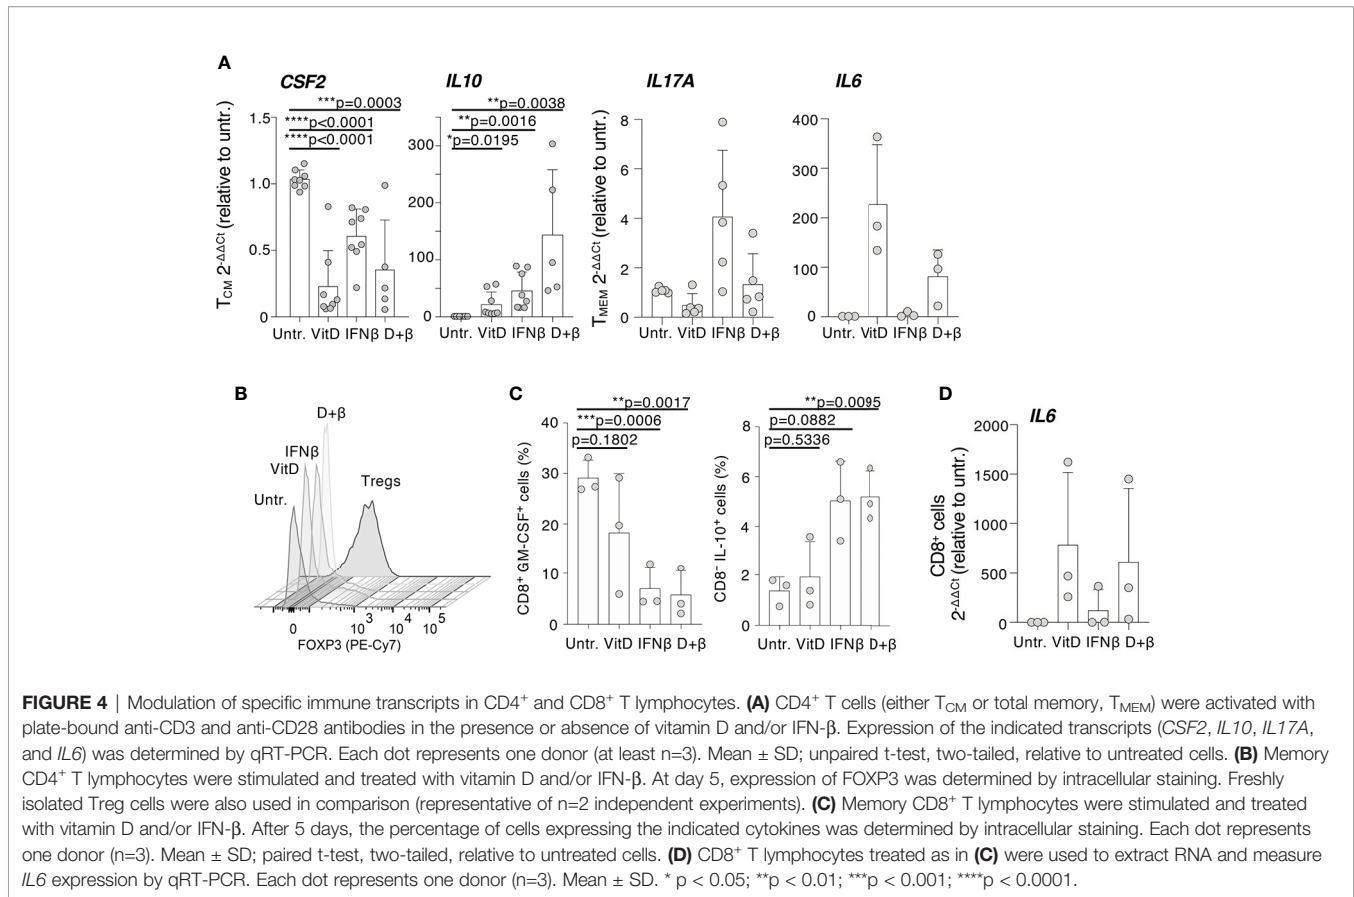 A
CSF2
IL10
IL17A
IL6
***p=0.0003
****p<0.0001
****p<0.0001
**p=0.0038
**p=0.0016
*p=0.0195
TCM 2-ΔΔCt (relative to untr.)
1.5
1.0
0.5
0
Untr. VitD IFNβ D+β
300
200
100
0
Untr. VitD IFNβ D+β
TMEM 2-ΔΔCt (relative to untr.)
8
6
4
2
0
Untr. VitD IFNβ D+β
400
300
200
100
0
Untr. VitD IFNβ D+β
B
D+β
IFNβ
VitD
Untr.
Tregs
0 103 104 105
FOXP3 (PE-Cy7)
C
**p=0.0017
***p=0.0006
p=0.1802
CD8+ GM-CSF+ cells (%)
40
30
20
10
0
Untr. VitD IFNβ D+β
**p=0.0095
p=0.0882
p=0.5336
CD8- IL-10+ cells (%)
8
6
4
2
0
Untr. VitD IFNβ D+β
D
IL6
CD8+ cells
2-ΔΔCt (relative to untr.)
2000
1500
1000
500
0
Untr. VitD IFNβ D+β
FIGURE 4 | Modulation of specific immune transcripts in CD4+ and CD8+ T lymphocytes. (A) CD4+ T cells (either TCM or total memory, TMEM) were activated with
plate-bound anti-CD3 and anti-CD28 antibodies in the presence or absence of vitamin D and/or IFN-β. Expression of the indicated transcripts (CSF2, IL10, IL17A,
and IL6) was determined by qRT-PCR. Each dot represents one donor (at least n=3). Mean ± SD; unpaired t-test, two-tailed, relative to untreated cells. (B) Memory
CD4+ T lymphocytes were stimulated and treated with vitamin D and/or IFN-β. At day 5, expression of FOXP3 was determined by intracellular staining. Freshly
isolated Treg cells were also used in comparison (representative of n=2 independent experiments). (C) Memory CD8+ T lymphocytes were stimulated and treated
with vitamin D and/or IFN-β. After 5 days, the percentage of cells expressing the indicated cytokines was determined by intracellular staining. Each dot represents
one donor (n=3). Mean ± SD; paired t-test, two-tailed, relative to untreated cells. (D) CD8+ T lymphocytes treated as in (C) were used to extract RNA and measure
IL6 expression by qRT-PCR. Each dot represents one donor (n=3). Mean ± SD. * p < 0.05; **p < 0.01; ***p < 0.001; ****p < 0.0001.